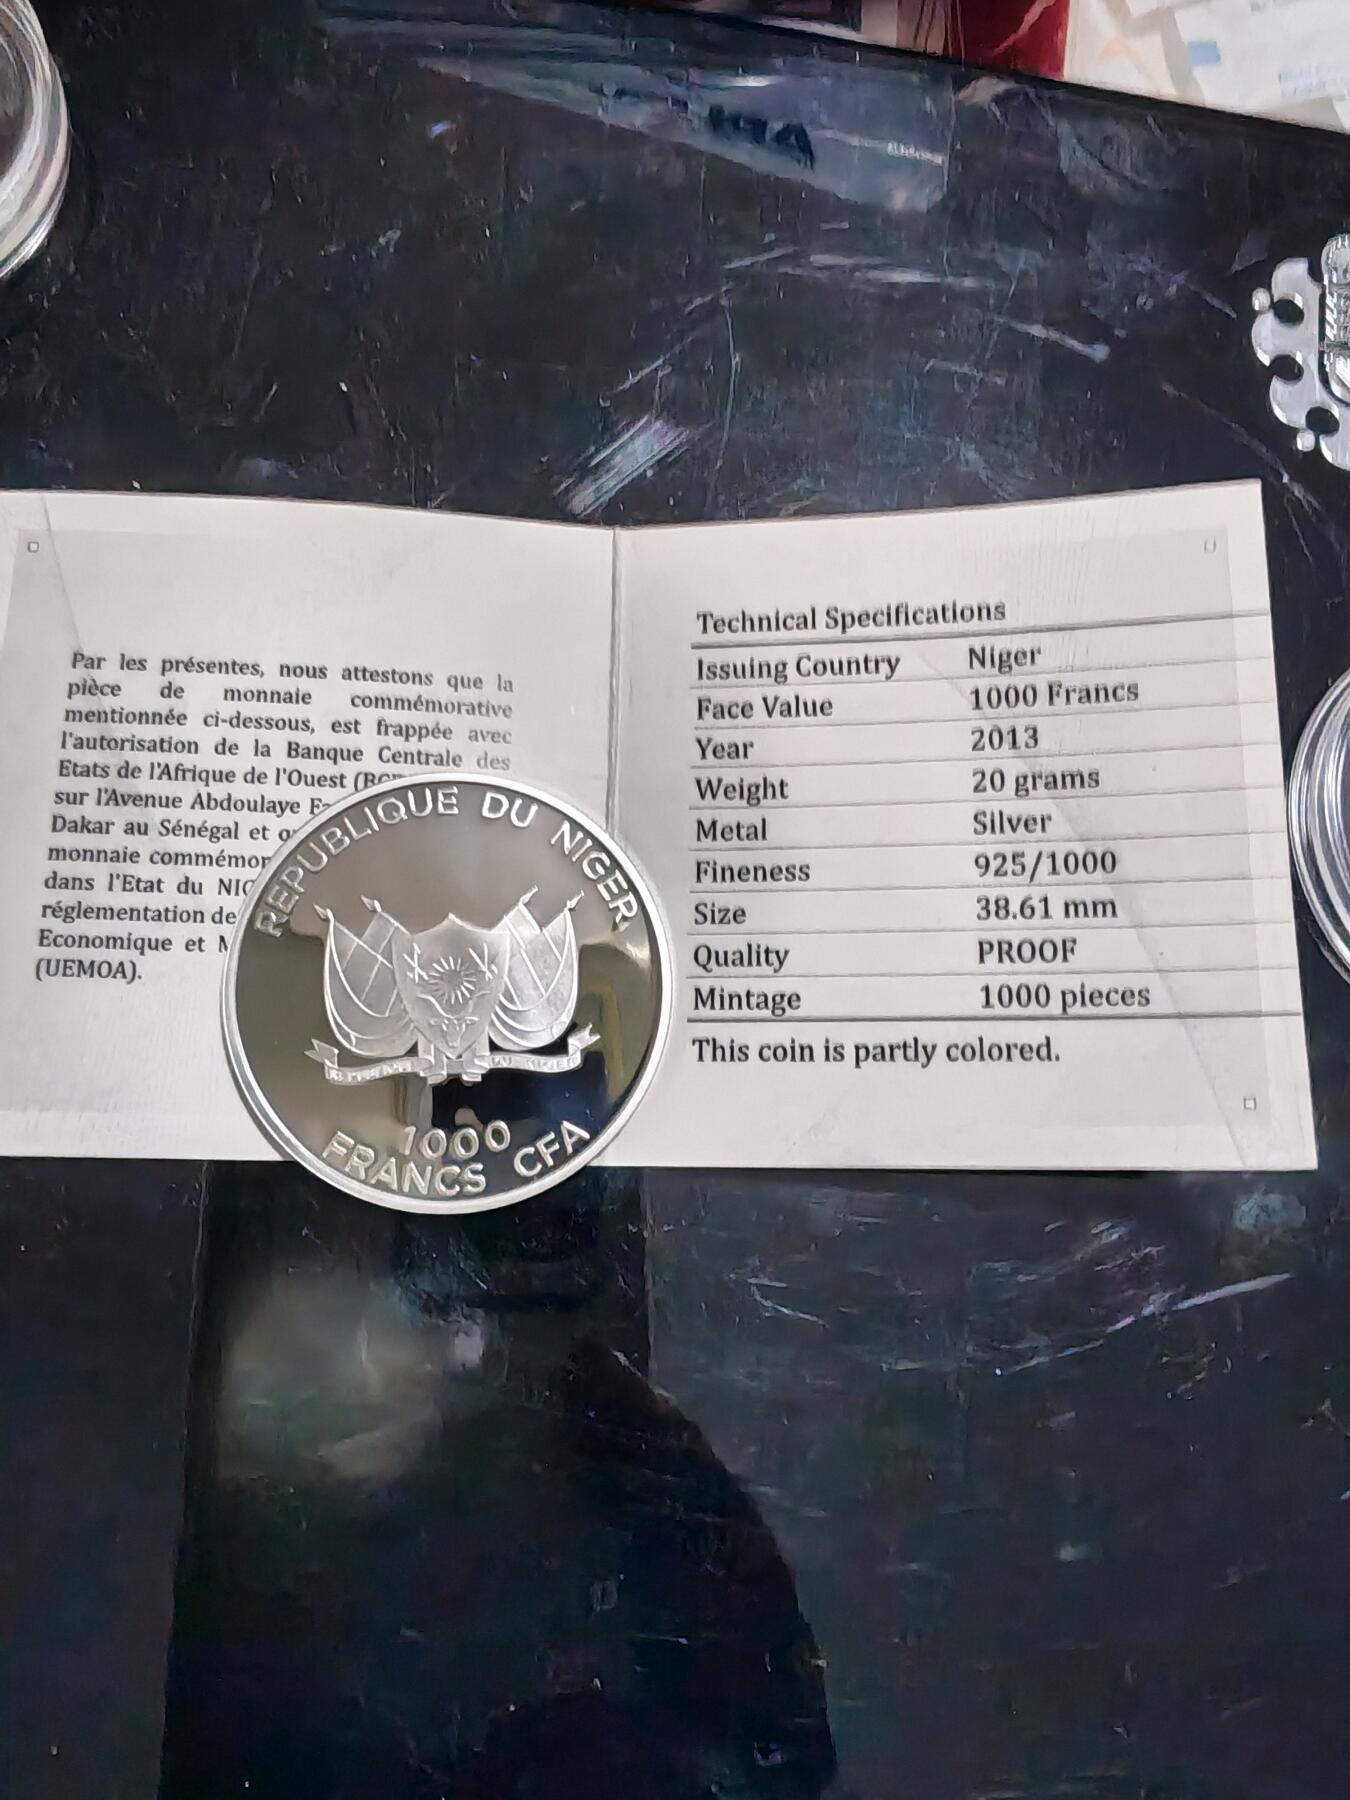 Par les présentes, nous attestons que la
pièce de monnaie commémorative
mentionnée ci-dessous, est frappée avec
l'autorisation de la Banque Centrale des
Etats de l'Afrique de l'Ouest
sur l'Avenue Abdoulaye
Dakar au Sénégal et
monnaie
dans l'Etat du
réglementation de
Economique et
(UEMOA).
REPUBLIQUE DU NIGER
1000
FRANCS CFA
Technical Specifications
Issuing Country Niger
Face Value 1000 Francs
Year 2013
Weight 20 grams
Metal Silver
Fineness 925/1000
Size 38.61 mm
Quality PROOF
Mintage 1000 pieces
This coin is partly colored.